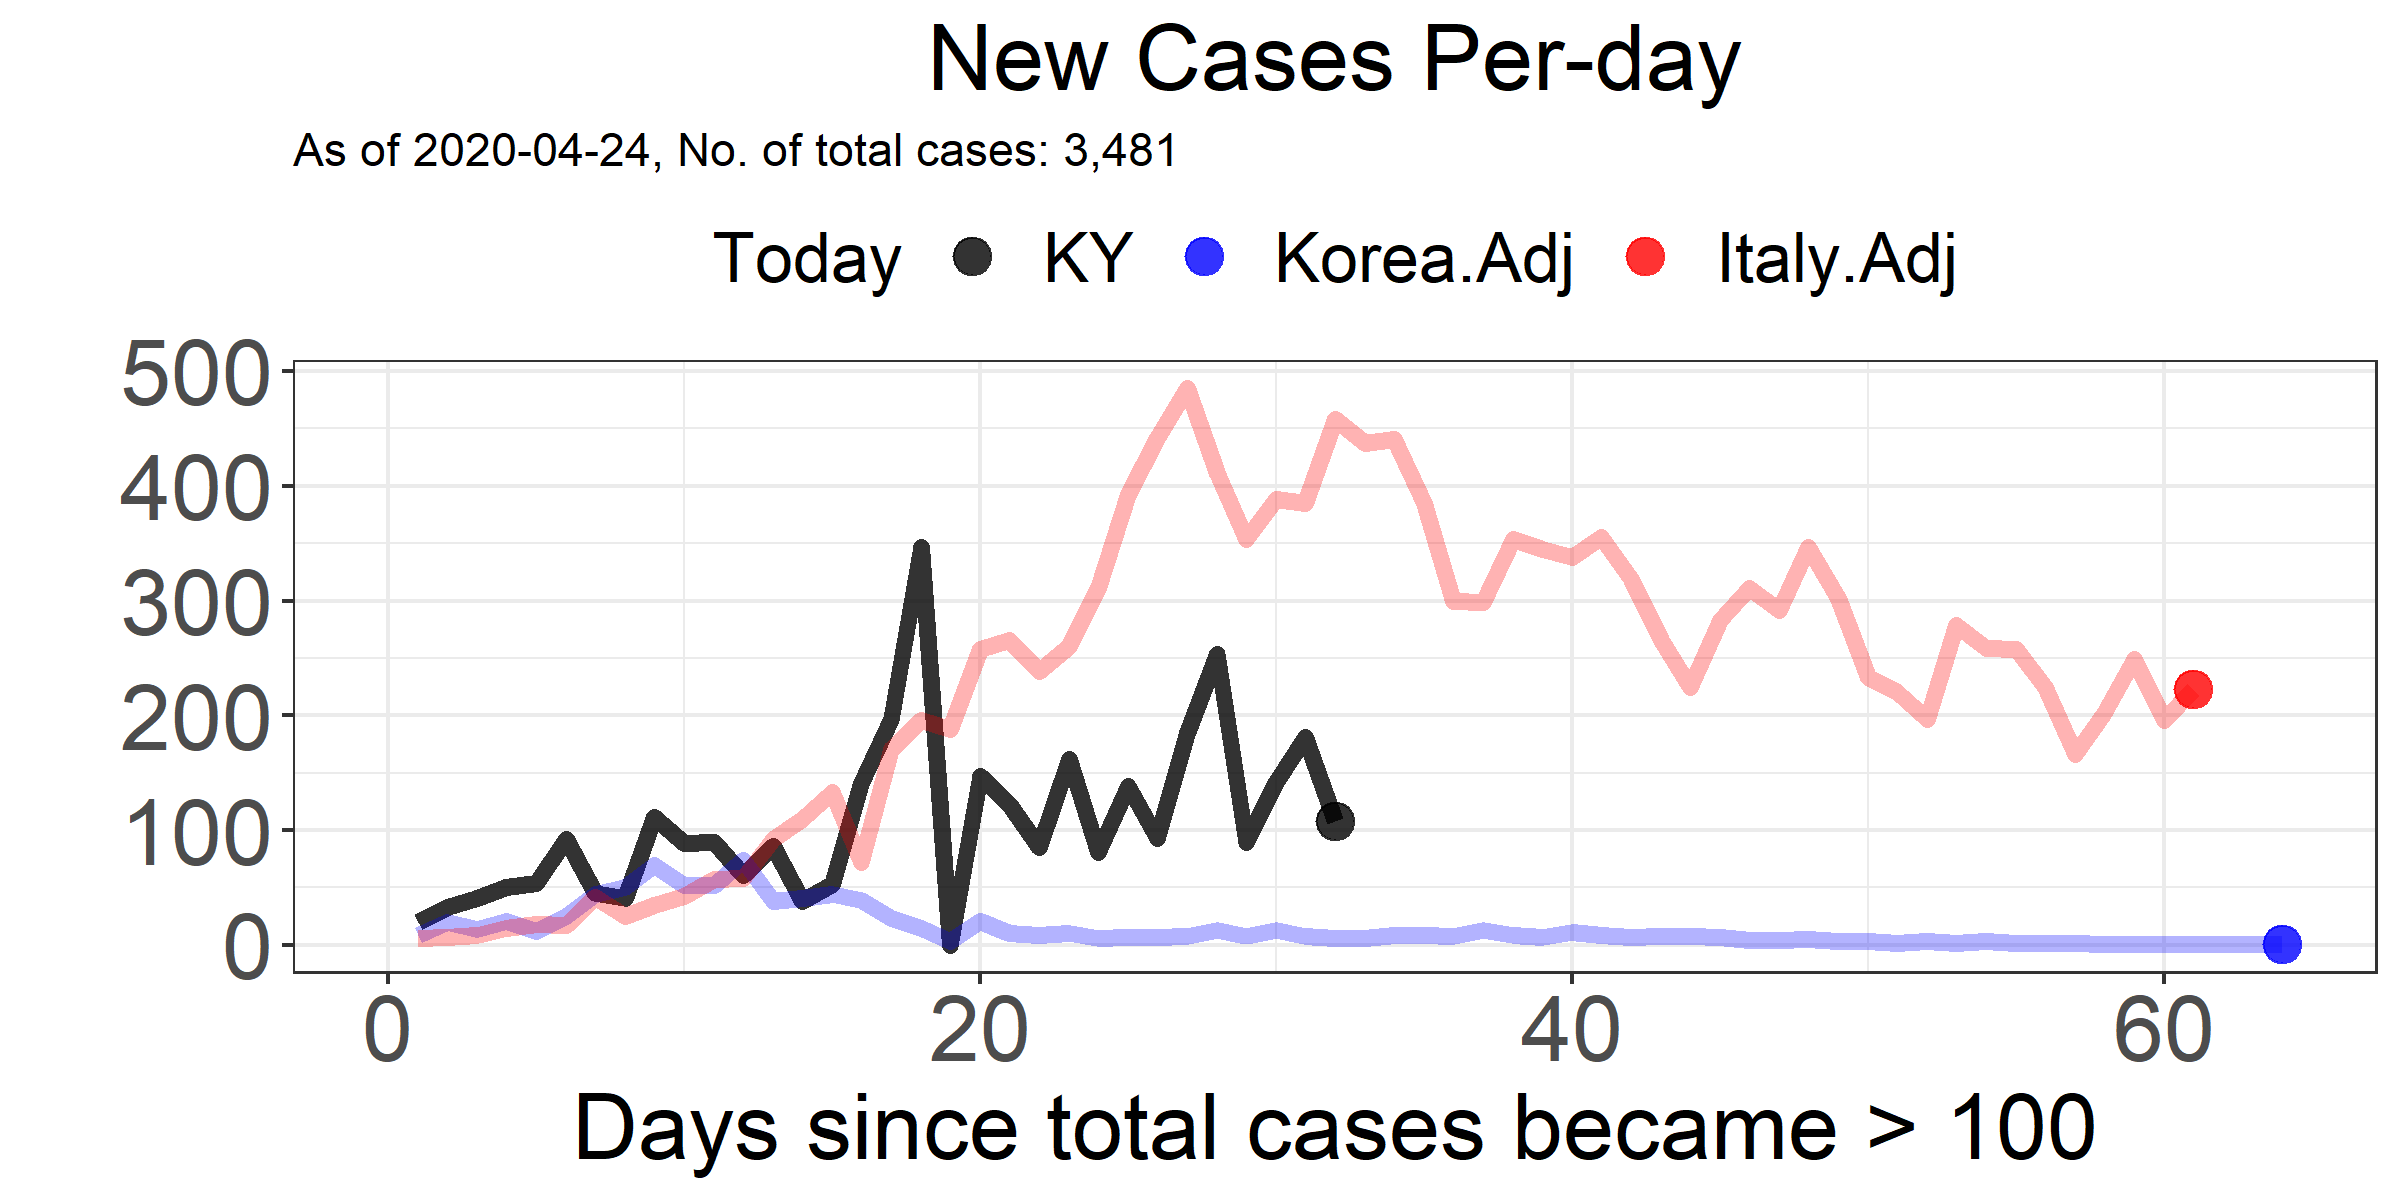 New Cases Per-day
As of 2020-04-24, No. of total cases: 3,481
Today KY Korea.Adj Italy.Adj
500
400
300
200
100
0
0 20 40 60
Days since total cases became > 100